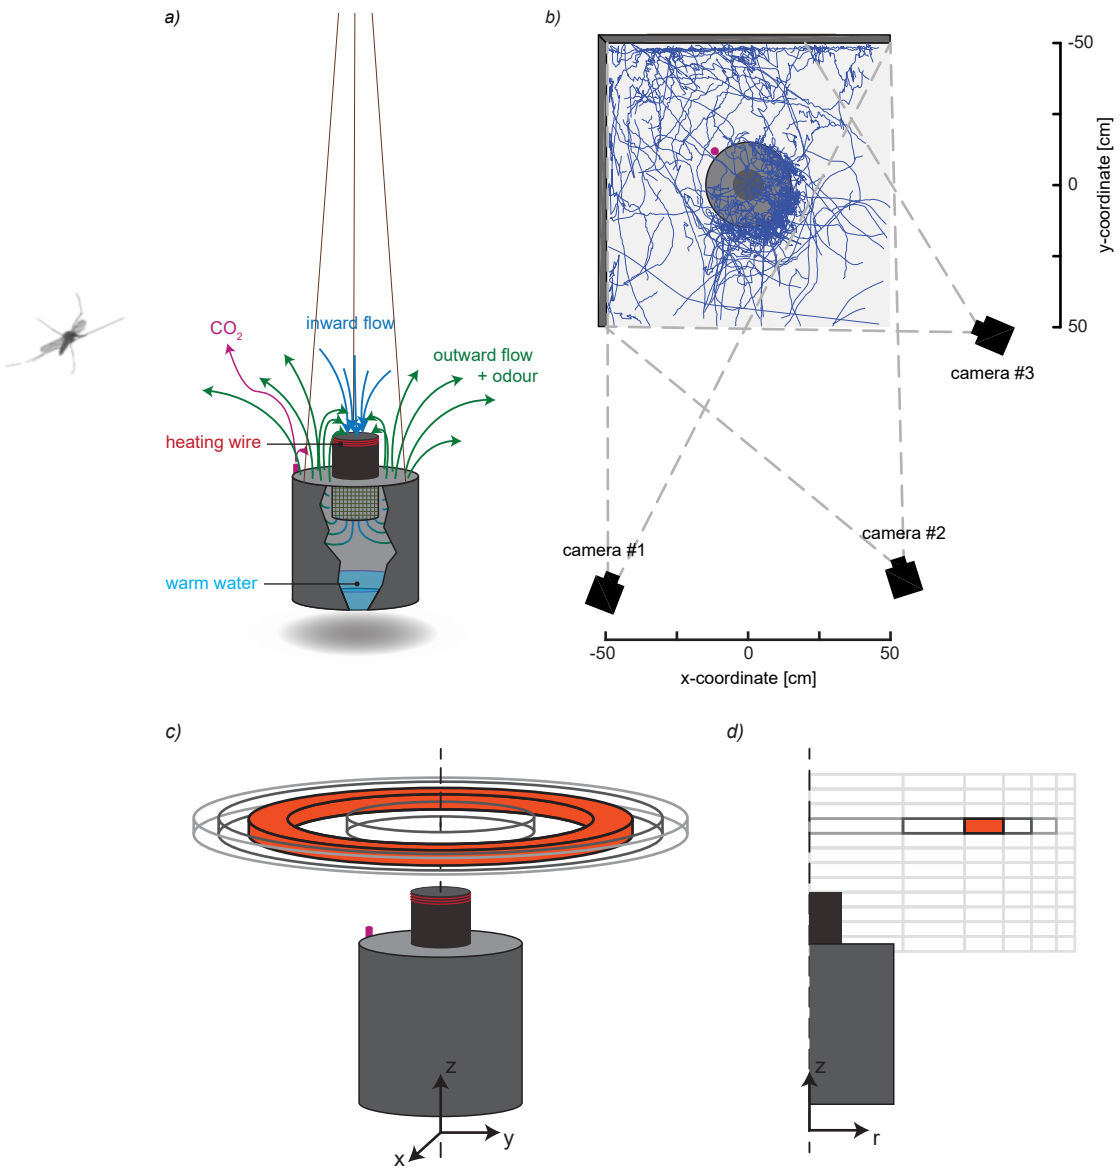 a)
CO2
inward flow
outward flow
+ odour
heating wire
warm water
b)
-50
0
50
y-coordinate [cm]
camera #3
camera #1
camera #2
-50
0
50
x-coordinate [cm]
c)
z
x
y
d)
z
r